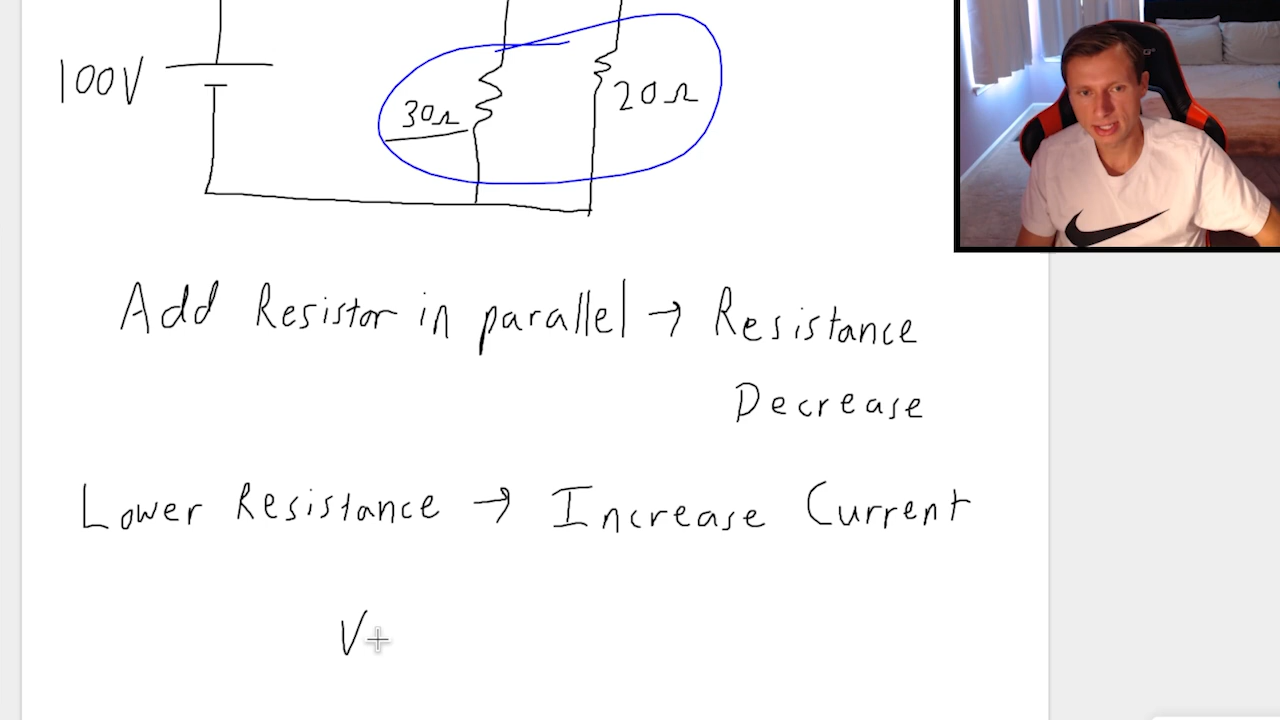 100V
30Ω
20Ω
Add Resistor in parallel → Resistance
Decrease
Lower Resistance → Increase Current
V